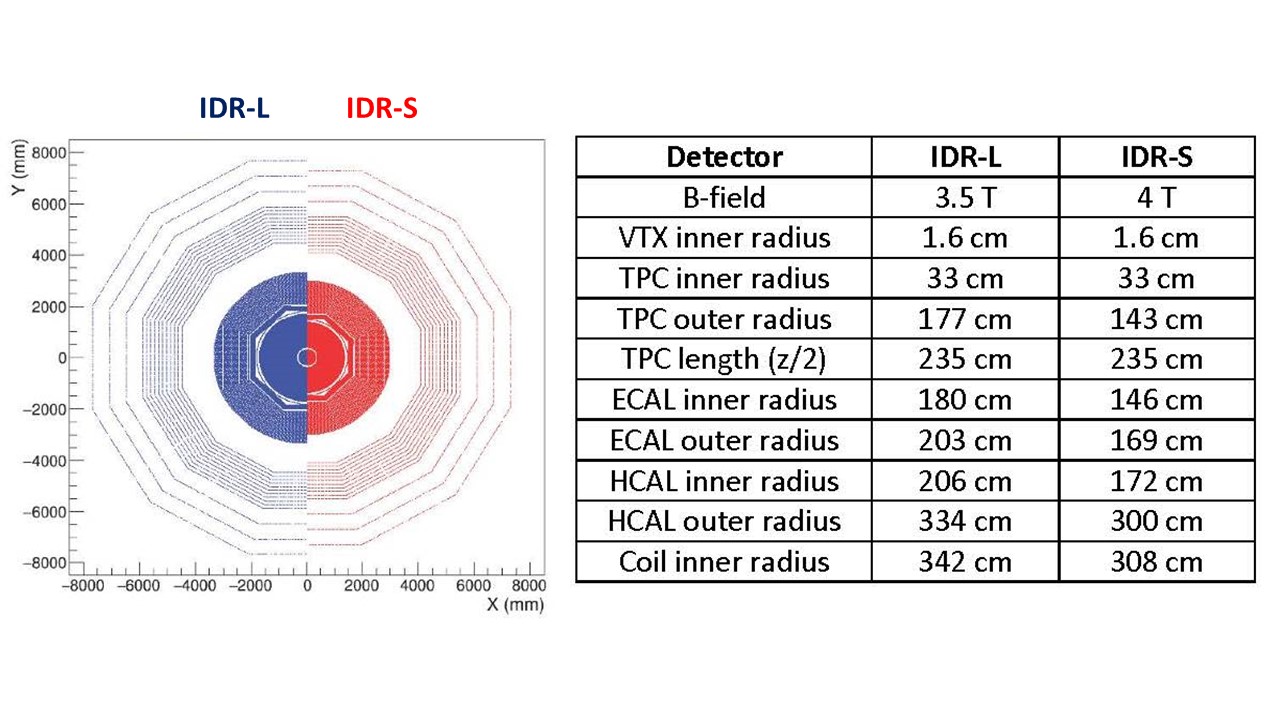 IDR-L IDR-S
Y (mm)
8000
6000
4000
2000
0
−2000
−4000
−6000
−8000
−8000 −6000 −4000 −2000 0 2000 4000 6000 8000
X (mm)
Detector IDR-L IDR-S
B-field 3.5 T 4 T
VTX inner radius 1.6 cm 1.6 cm
TPC inner radius 33 cm 33 cm
TPC outer radius 177 cm 143 cm
TPC length (z/2) 235 cm 235 cm
ECAL inner radius 180 cm 146 cm
ECAL outer radius 203 cm 169 cm
HCAL inner radius 206 cm 172 cm
HCAL outer radius 334 cm 300 cm
Coil inner radius 342 cm 308 cm